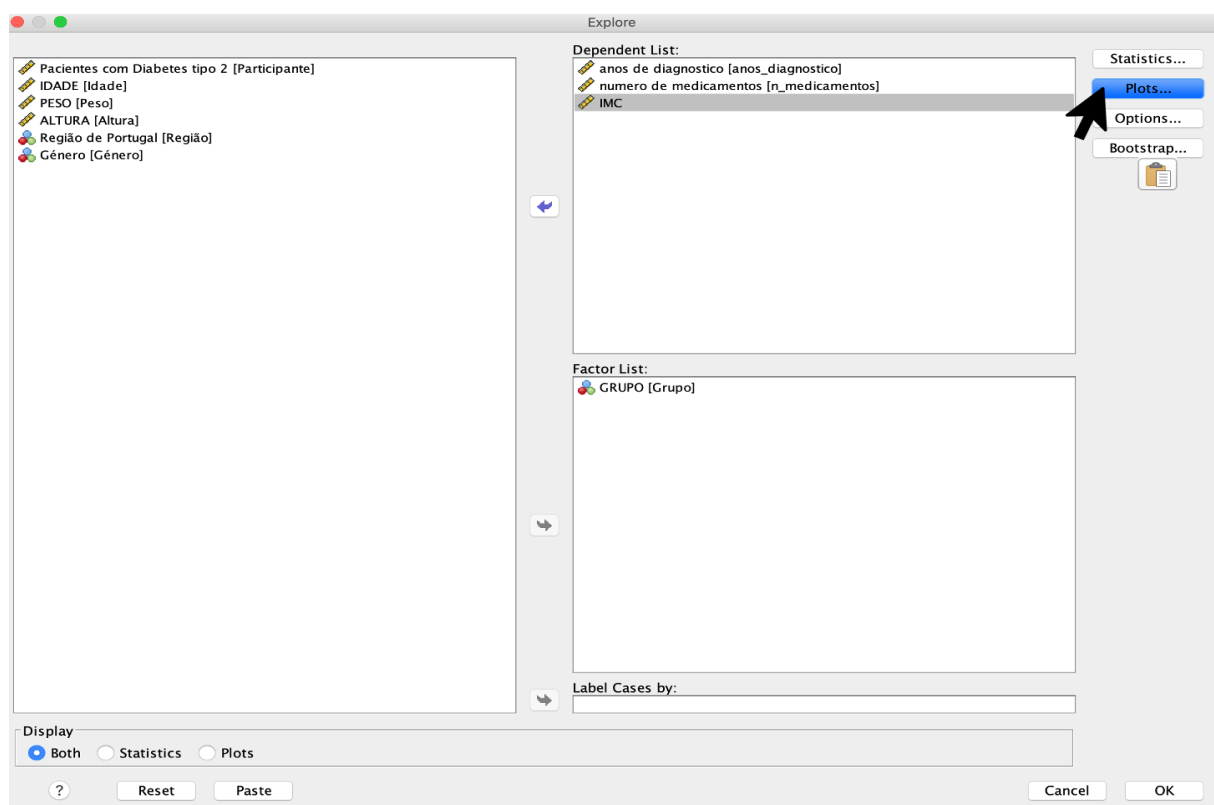 Explore
Pacientes com Diabetes tipo 2 [Participante]
IDADE [Idade]
PESO [Peso]
ALTURA [Altura]
Região de Portugal [Região]
Género [Género]
Dependent List:
anos de diagnostico [anos_diagnostico]
numero de medicamentos [n_medicamentos]
IMC
Factor List:
GRUPO [Grupo]
Label Cases by:
Statistics...
Plots...
Options...
Bootstrap...
Display
Both Statistics Plots
? Reset Paste Cancel OK